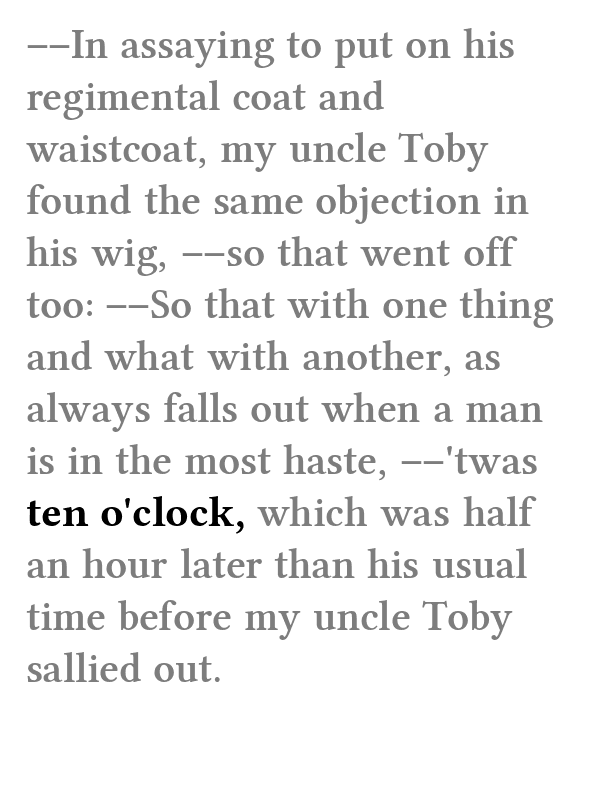 ––In assaying to put on his
regimental coat and
waistcoat, my uncle Toby
found the same objection in
his wig, ––so that went off
too: ––So that with one thing
and what with another, as
always falls out when a man
is in the most haste, ––'twas
ten o'clock, which was half
an hour later than his usual
time before my uncle Toby
sallied out.